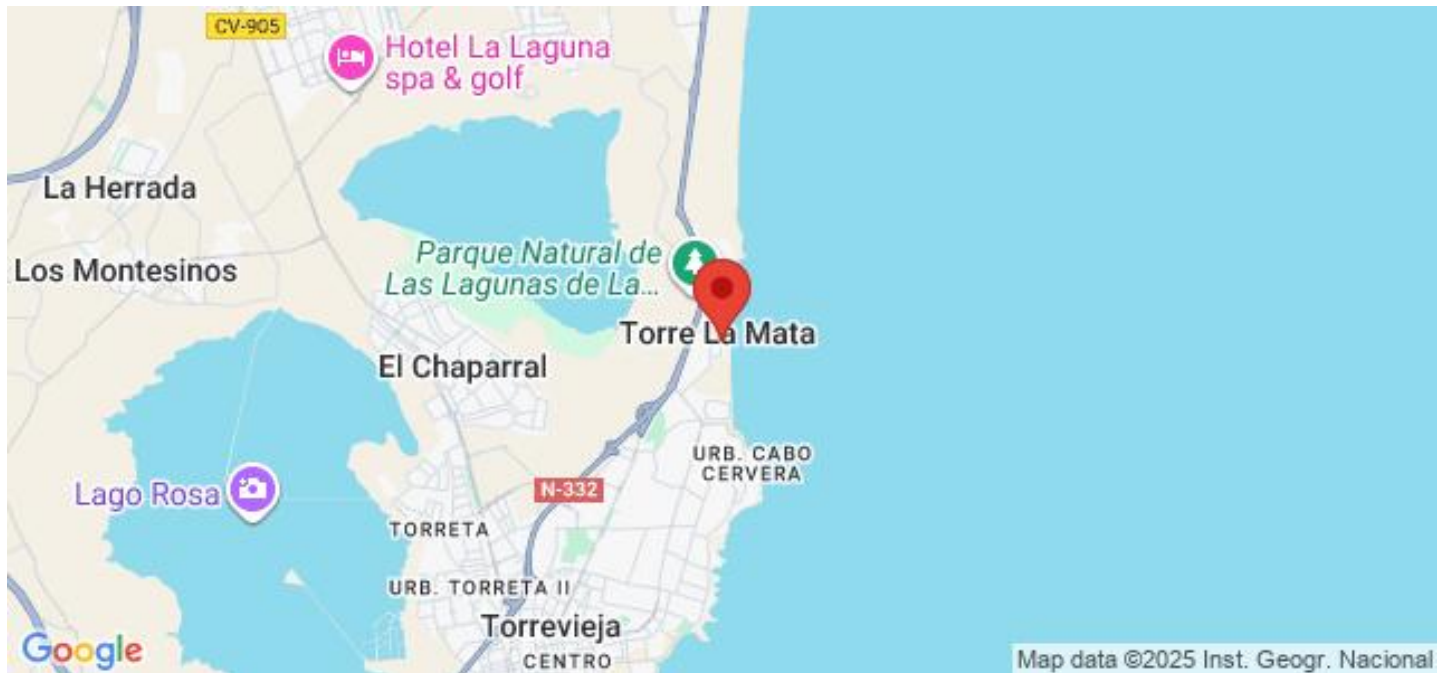 CV-905
Hotel La Laguna
spa & golf
La Herrada
Parque Natural de
Las Lagunas de La...
Los Montesinos
Torre La Mata
El Chaparral
URB. CABO
CERVERA
Lago Rosa
N-332
TORRETA
URB. TORRETA II
Torrevieja
CENTRO
Google
Map data ©2025 Inst. Geogr. Nacional